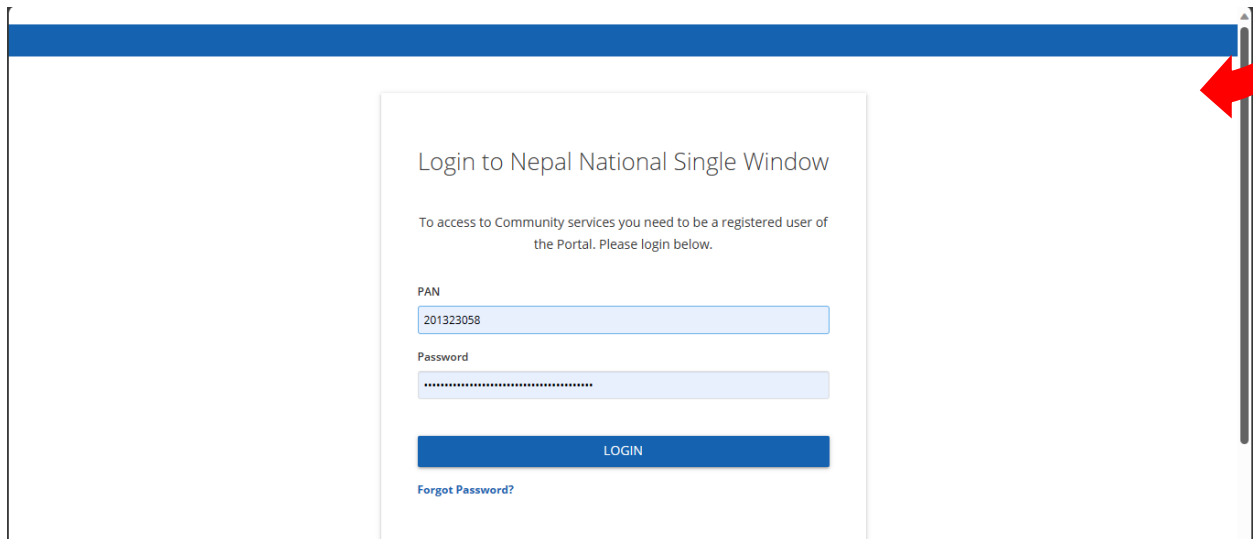 Login to Nepal National Single Window
To access to Community services you need to be a registered user of
the Portal. Please login below.
PAN
201323058
Password
LOGIN
Forgot Password?